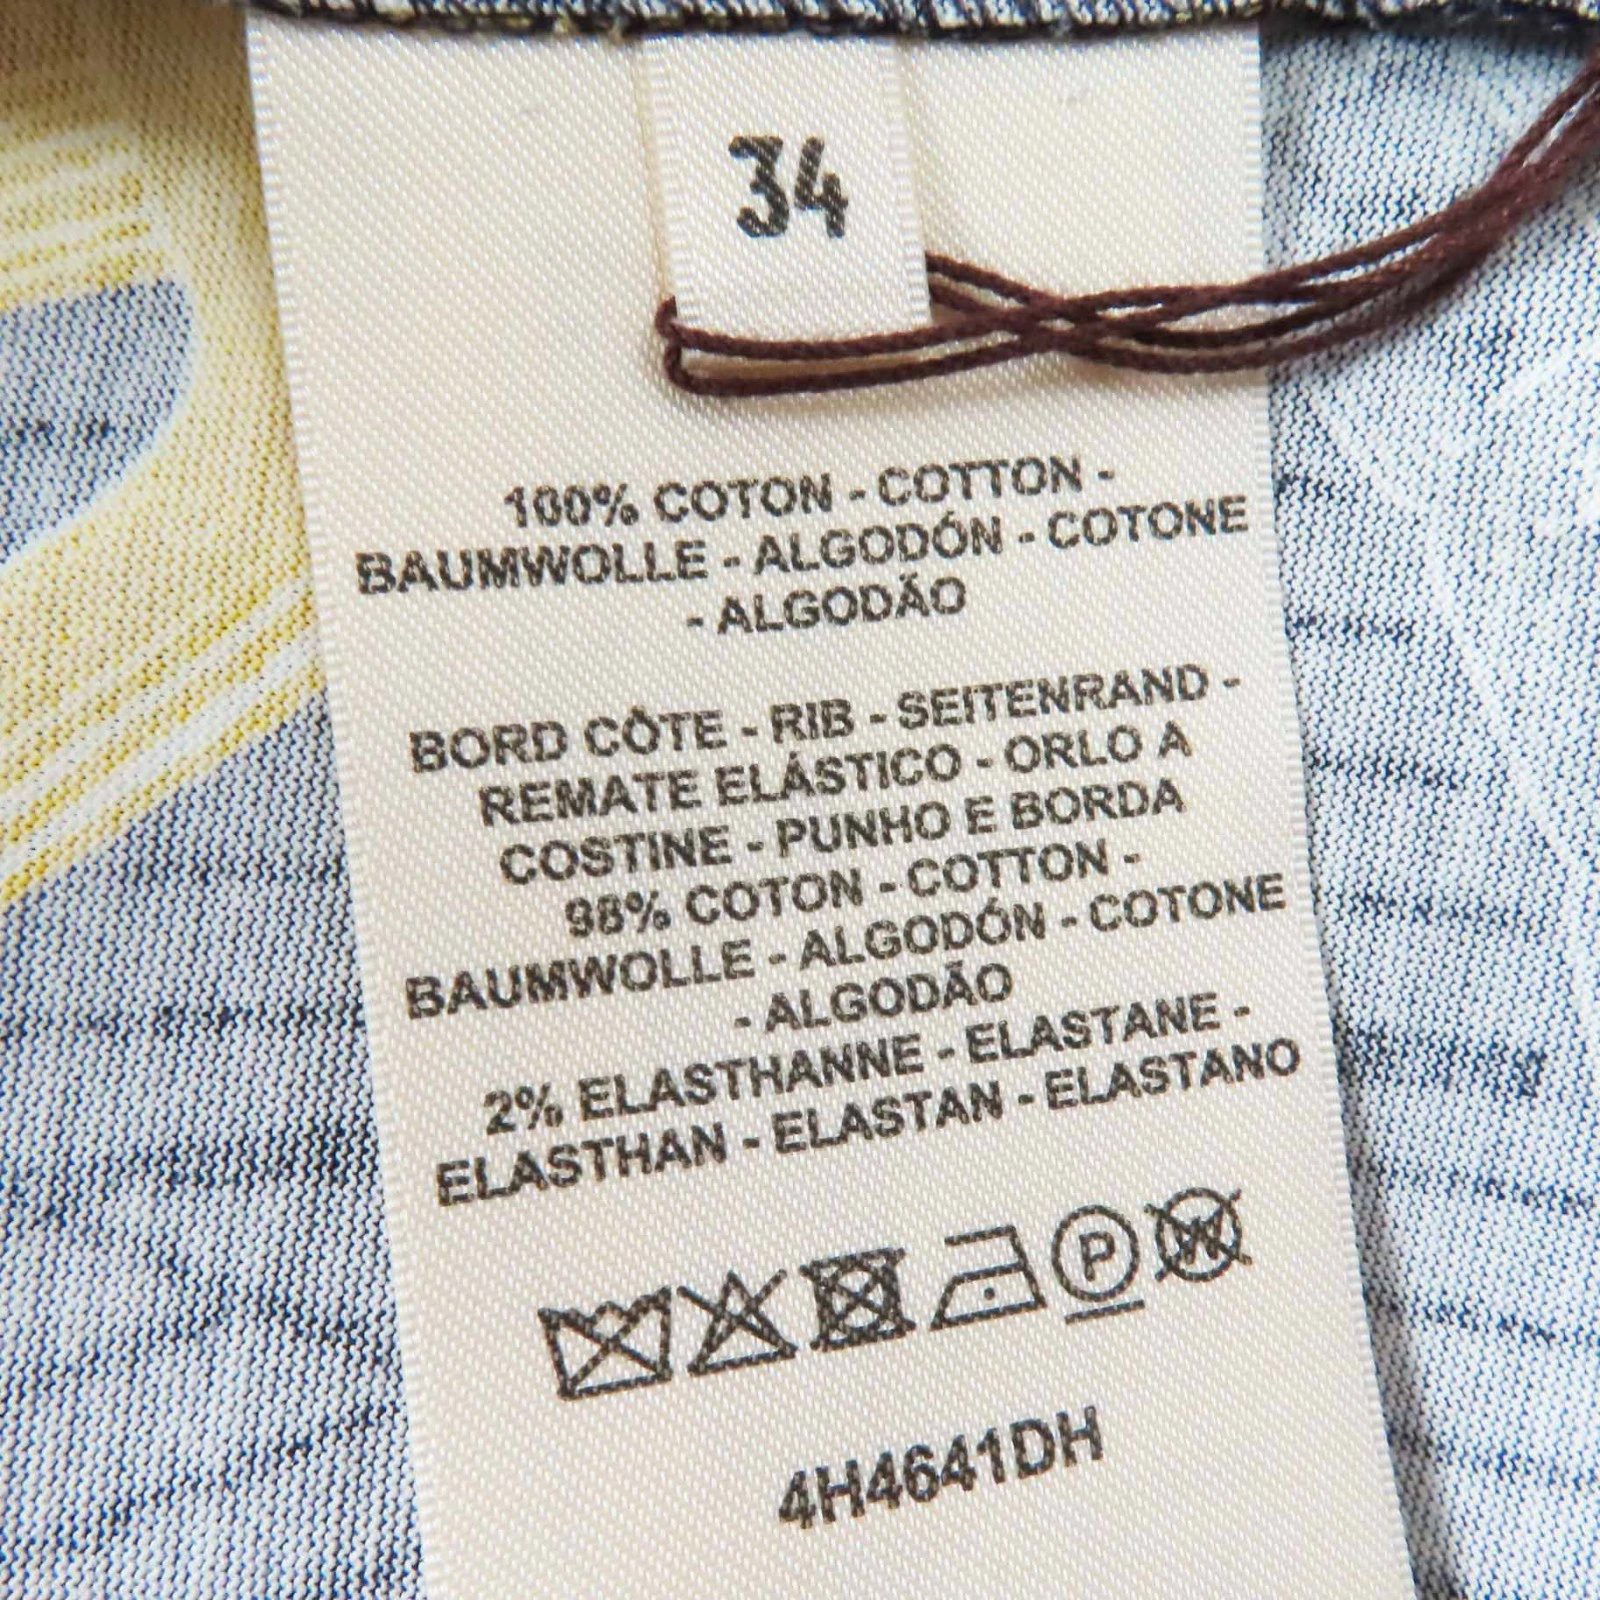 34
100% COTON - COTTON -
BAUMWOLLE - ALGODÓN - COTONE
- ALGODÃO
BORD CÔTE - RIB - SEITENRAND -
REMATE ELÁSTICO - ORLO A
COSTINE - PUNHO E BORDA
98% COTON - COTTON -
BAUMWOLLE - ALGODÓN - COTONE
- ALGODÃO
2% ELASTHANNE - ELASTANE -
ELASTHAN - ELASTAN - ELASTANO
P W
4H4641DH